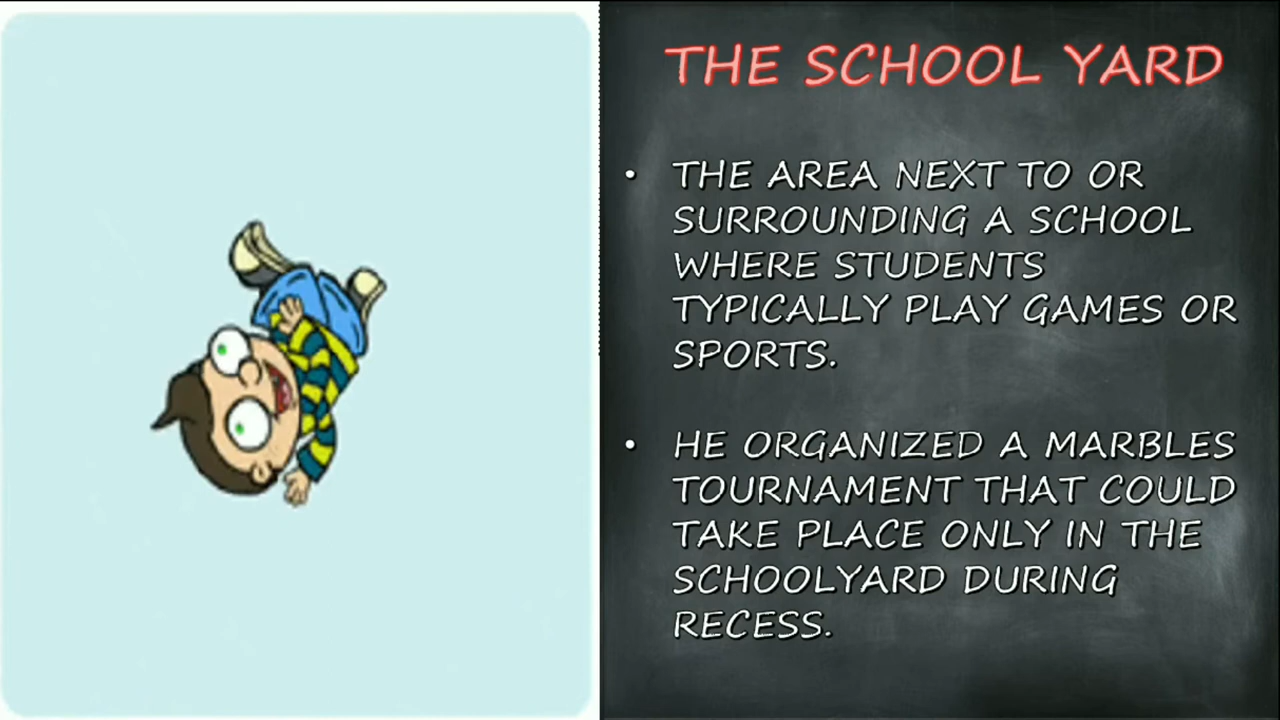 THE SCHOOL YARD
• THE AREA NEXT TO OR
SURROUNDING A SCHOOL
WHERE STUDENTS
TYPICALLY PLAY GAMES OR
SPORTS.
• HE ORGANIZED A MARBLES
TOURNAMENT THAT COULD
TAKE PLACE ONLY IN THE
SCHOOLYARD DURING
RECESS.